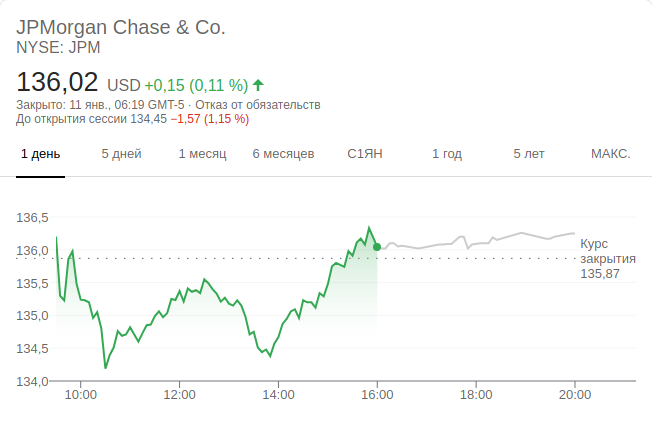 JPMorgan Chase & Co.
NYSE: JPM
136,02 USD +0,15 (0,11 %)
Закрыто: 11 янв., 06:19 GMT-5 · Отказ от обязательств
До открытия сессии 134,45 −1,57 (1,15 %)
1 день 5 дней 1 месяц 6 месяцев С1ЯН 1 год 5 лет МАКС.
136,5
136,0
135,5
135,0
134,5
134,0
Курс
закрытия
135,87
10:00 12:00 14:00 16:00 18:00 20:00